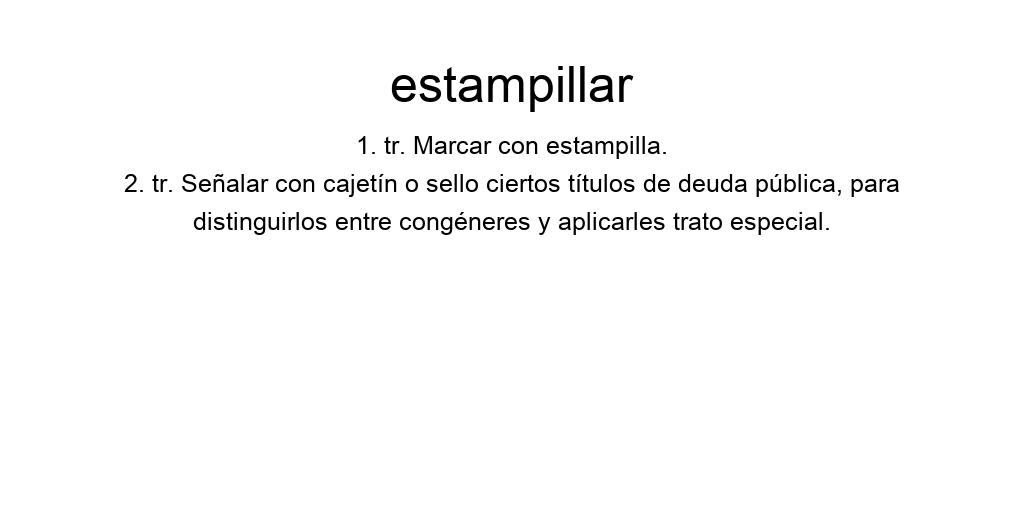 estampillar
1. tr. Marcar con estampilla.
2. tr. Señalar con cajetín o sello ciertos títulos de deuda pública, para
distinguirlos entre congéneres y aplicarles trato especial.